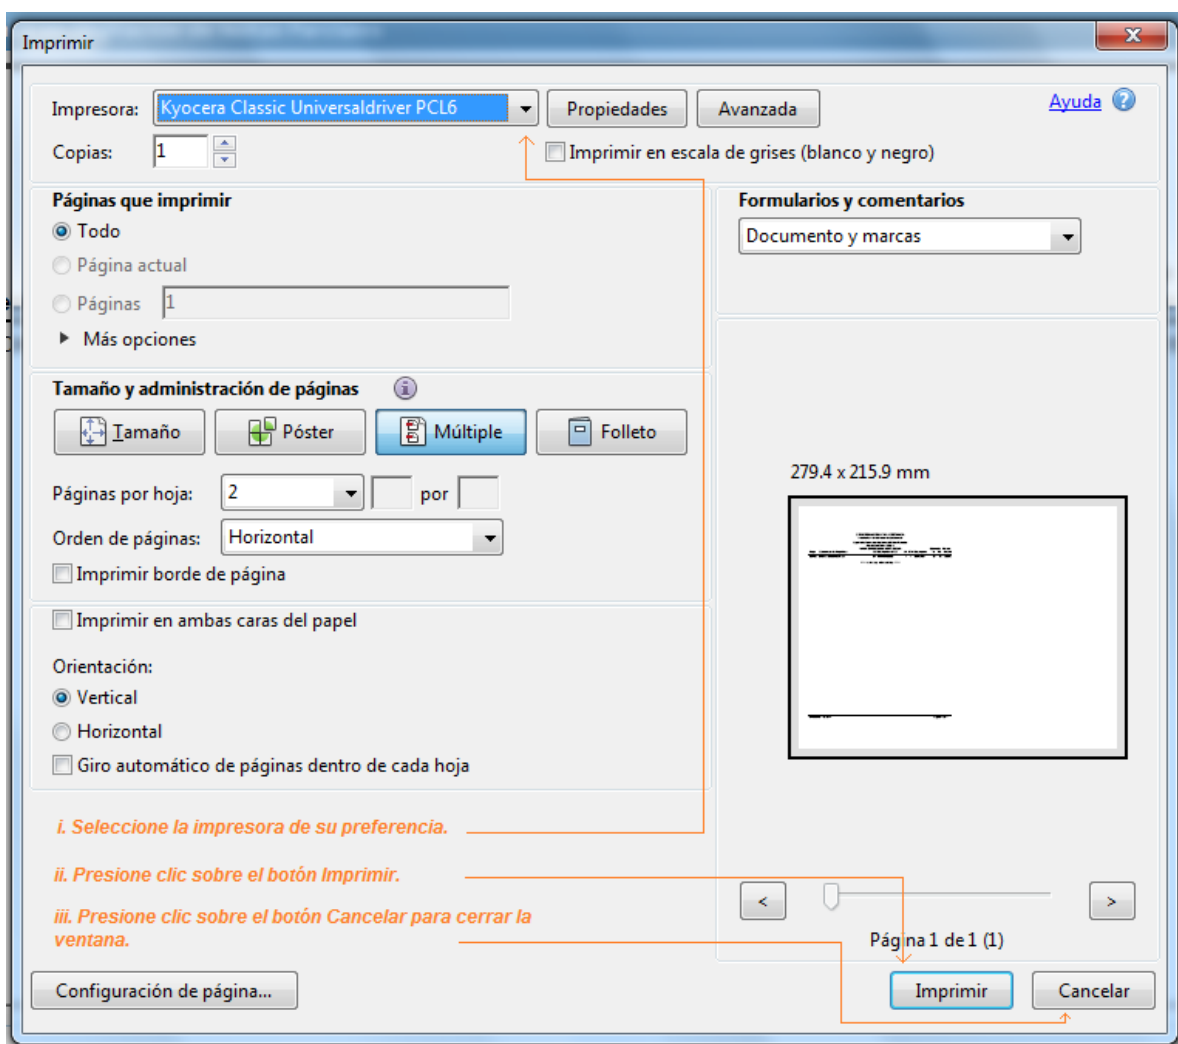 Imprimir
Impresora: Kyocera Classic Universaldriver PCL6 Propiedades Avanzada Ayuda
Copias: 1 Imprimir en escala de grises (blanco y negro)
Páginas que imprimir
Todo
Página actual
Páginas 1
Más opciones
Formularios y comentarios
Documento y marcas
Tamaño y administración de páginas
Tamaño Póster Múltiple Folleto
Páginas por hoja: 2 por
Orden de páginas: Horizontal
Imprimir borde de página
Imprimir en ambas caras del papel
Orientación:
Vertical
Horizontal
Giro automático de páginas dentro de cada hoja
279.4 x 215.9 mm
i. Seleccione la impresora de su preferencia.
ii. Presione clic sobre el botón Imprimir.
iii. Presione clic sobre el botón Cancelar para cerrar la
ventana.
< >
Página 1 de 1 (1)
Configuración de página... Imprimir Cancelar